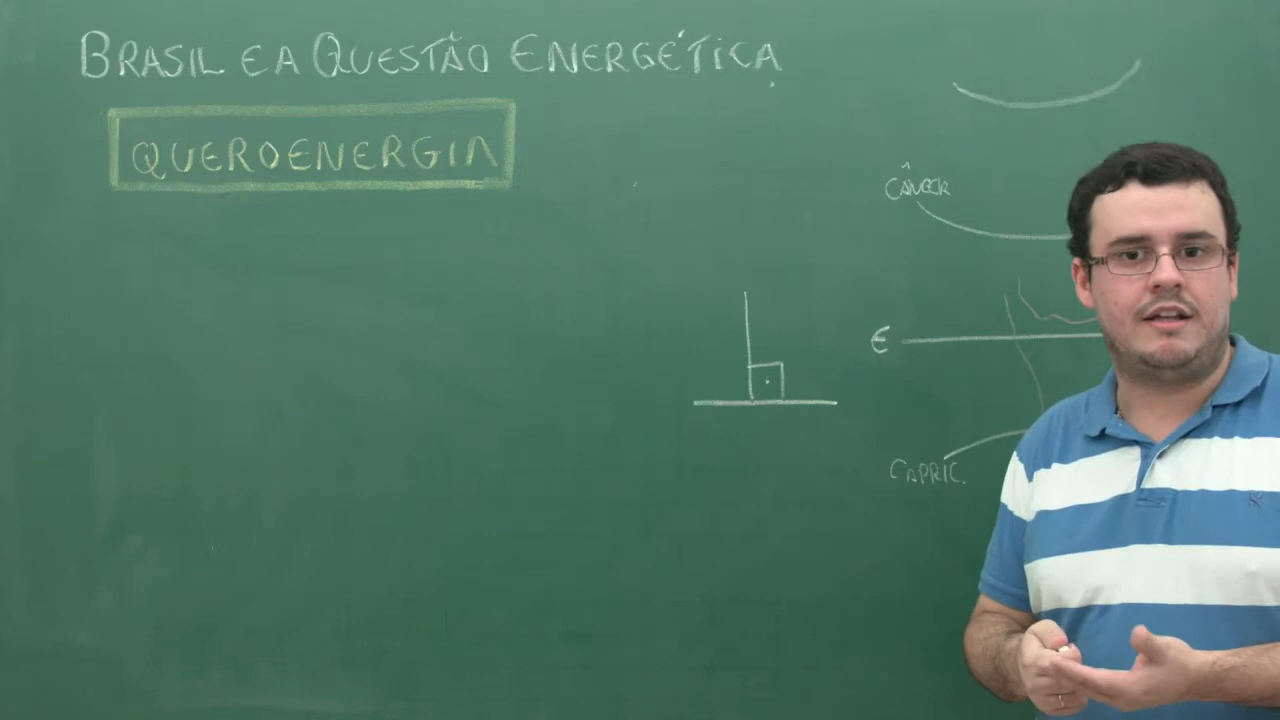 BRASIL E A QUESTÃO ENERGÉTICA
QUEROENERGIA
CÂNCER
E
CAPRIC.